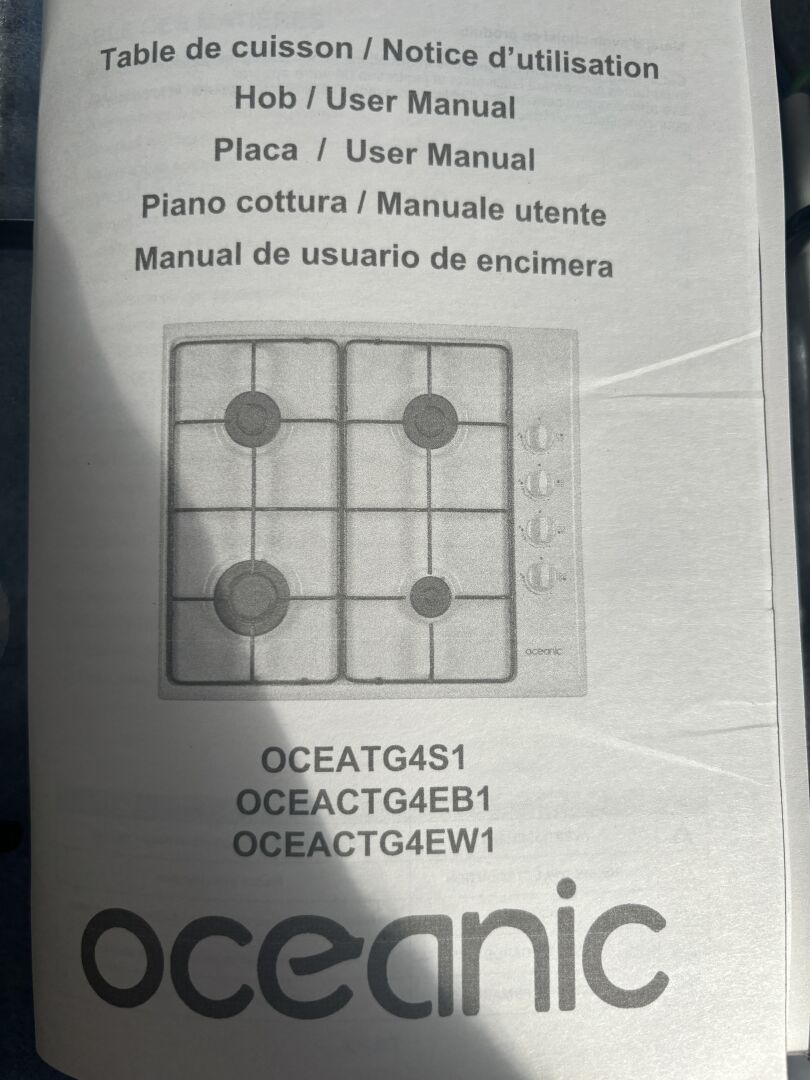 Table de cuisson / Notice d'utilisation
Hob / User Manual
Placa / User Manual
Piano cottura / Manuale utente
Manual de usuario de encimera
oceanic
OCEATG4S1
OCEACTG4EB1
OCEACTG4EW1
oceanic